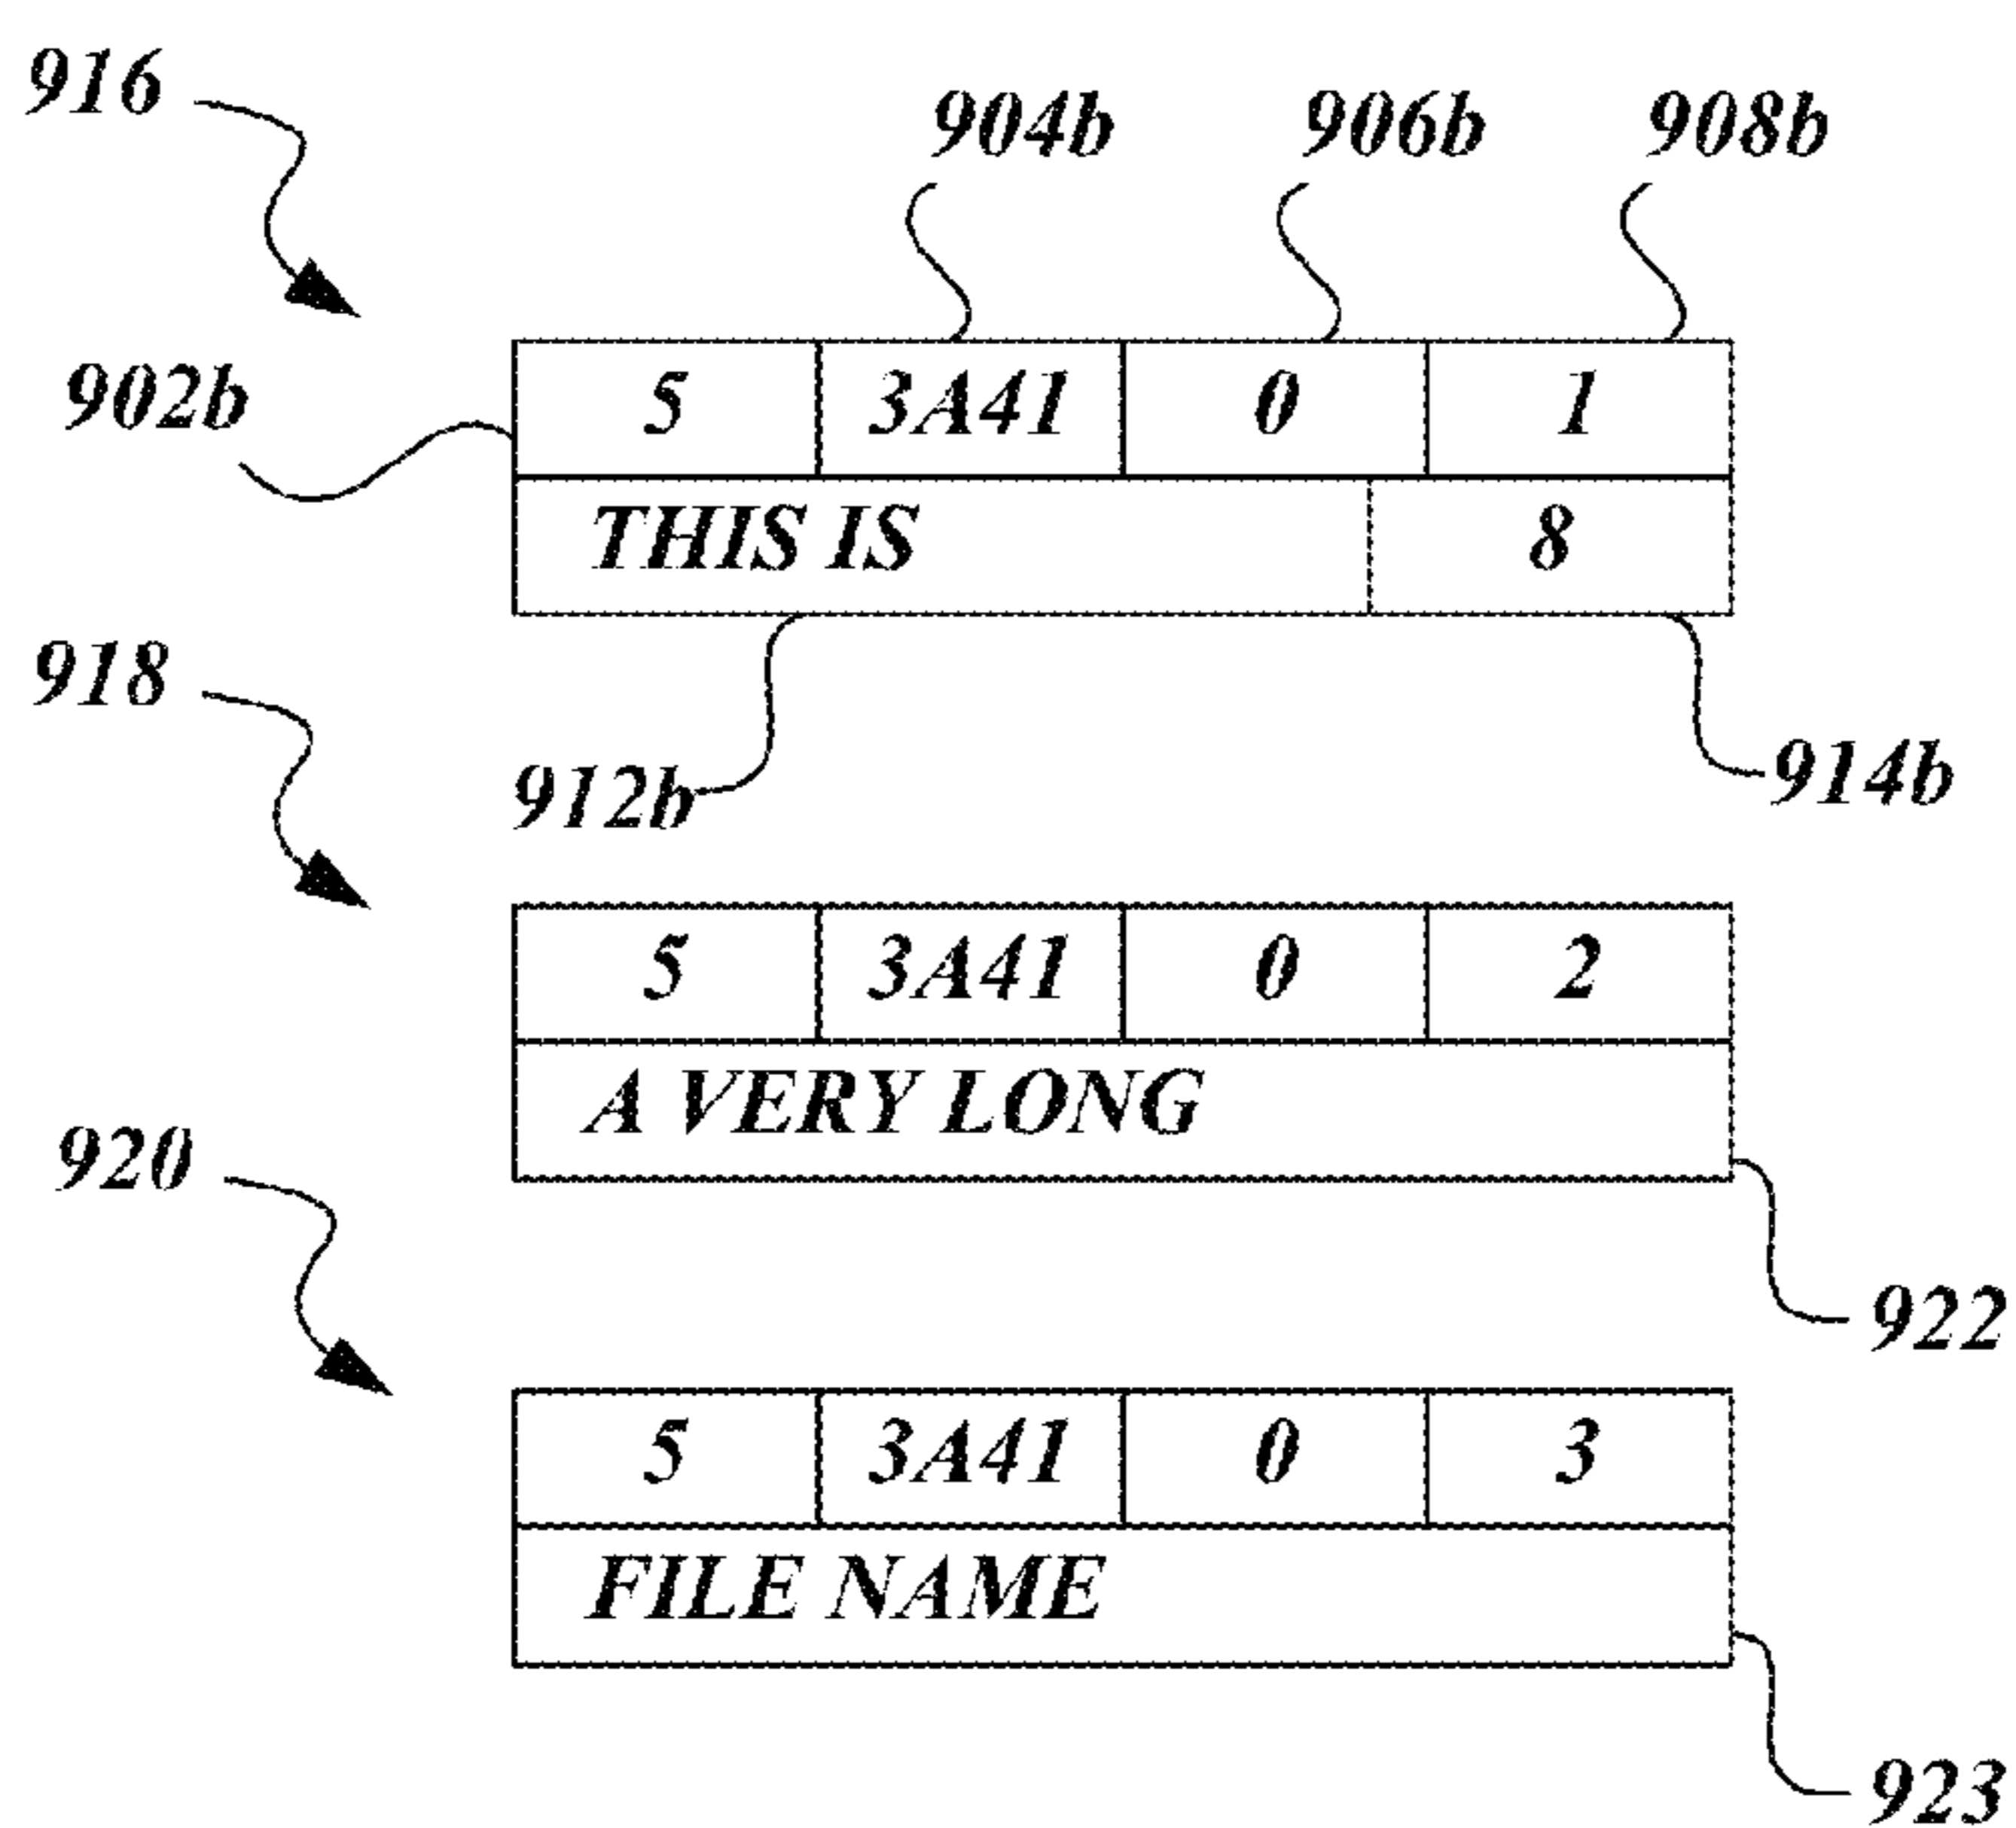 916
904b 906b 908b
902b
5 3A41 0 1
THIS IS 8
918
912b
914b
5 3A41 0 2
A VERY LONG
920
922
5 3A41 0 3
FILE NAME
923